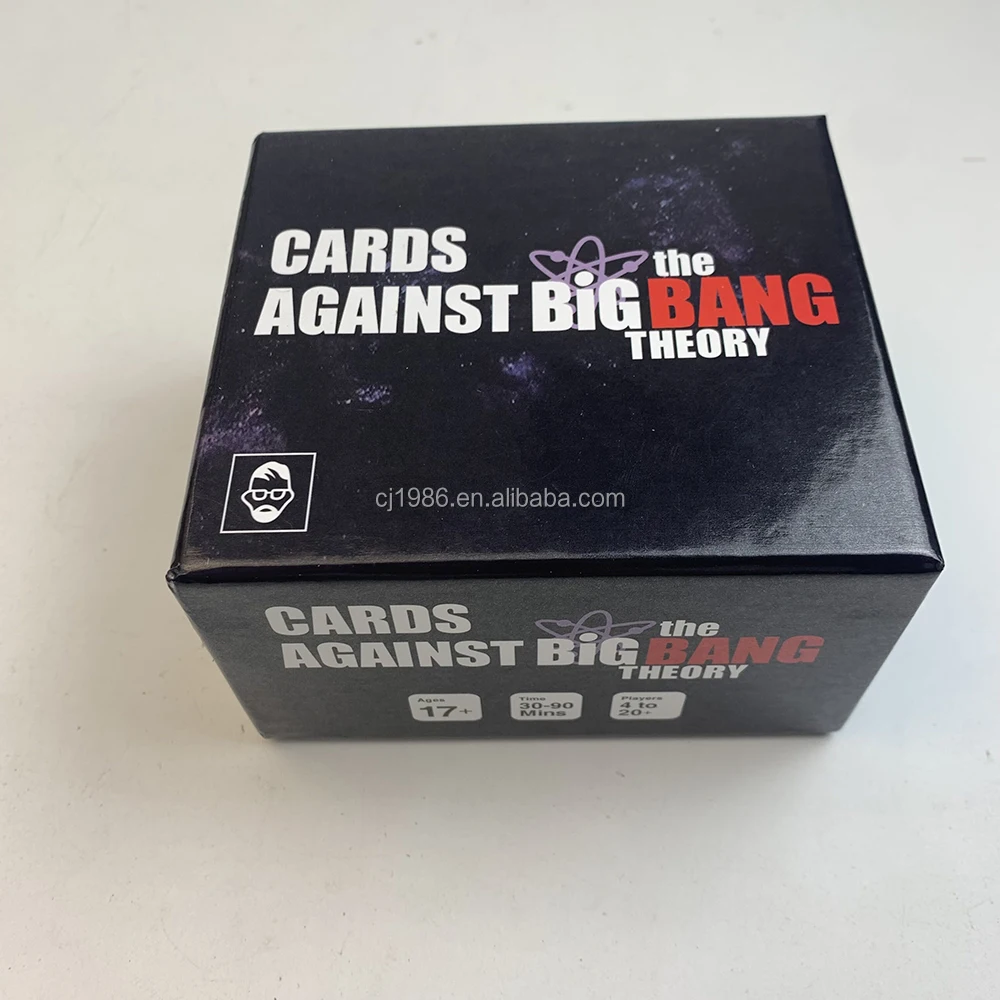 CARDS
AGAINST BiG the BANG
THEORY
cj1986.en.alibaba.com
CARDS
AGAINST BiG the BANG
THEORY
Ages
17+
Time
30-90
Mins
Players
4 to
20+